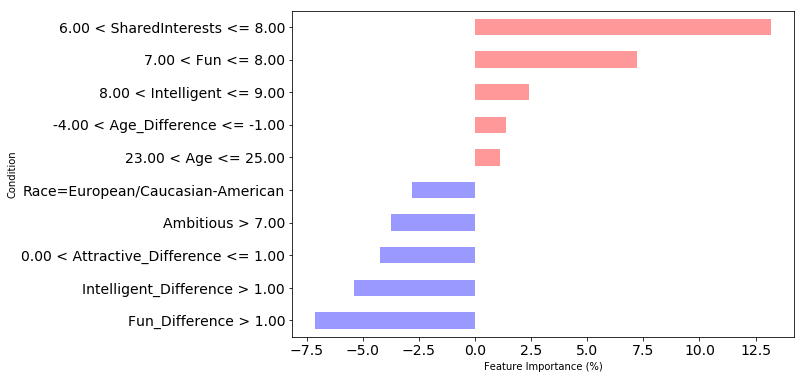 6.00 < SharedInterests <= 8.00
7.00 < Fun <= 8.00
8.00 < Intelligent <= 9.00
-4.00 < Age_Difference <= -1.00
23.00 < Age <= 25.00
Race=European/Caucasian-American
Ambitious > 7.00
0.00 < Attractive_Difference <= 1.00
Intelligent_Difference > 1.00
Fun_Difference > 1.00
Condition
−7.5 −5.0 −2.5 0.0 2.5 5.0 7.5 10.0 12.5
Feature Importance (%)